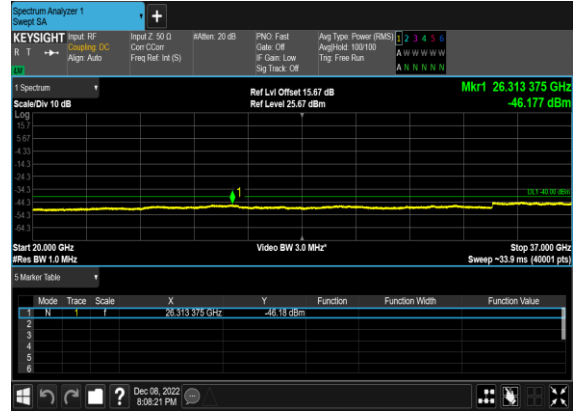 Spectrum Analyzer 1
Swept SA
+
KEYSIGHT Input: RF Input Z: 50 Ω #Atten: 20 dB PNO: Fast Avg Type: Power (RMS) 1 2 3 4 5 6
R T Coupling: DC Corr CCorr Gate: Off Avg|Hold: 100/100 A W W W W W
Align: Auto Freq Ref: Int (S) IF Gain: Low Trig: Free Run
Sig Track: Off A N N N N N
1 Spectrum Ref Lvl Offset 15.67 dB Mkr1 26.313 375 GHz
Scale/Div 10 dB Ref Level 25.67 dBm -46.177 dBm
Log
15.7
5.67
-4.33
-14.3
-24.3
-34.3
1
DL1 -40.00 dBm
-44.3
-54.3
-64.3
Start 20.000 GHz Video BW 3.0 MHz* Stop 37.000 GHz
#Res BW 1.0 MHz Sweep ~33.9 ms (40001 pts)
5 Marker Table
Mode Trace Scale X Y Function Function Width Function Value
1 N 1 f 26.313 375 GHz -46.18 dBm
2
3
4
5
6
? Dec 08, 2022
8:08:21 PM